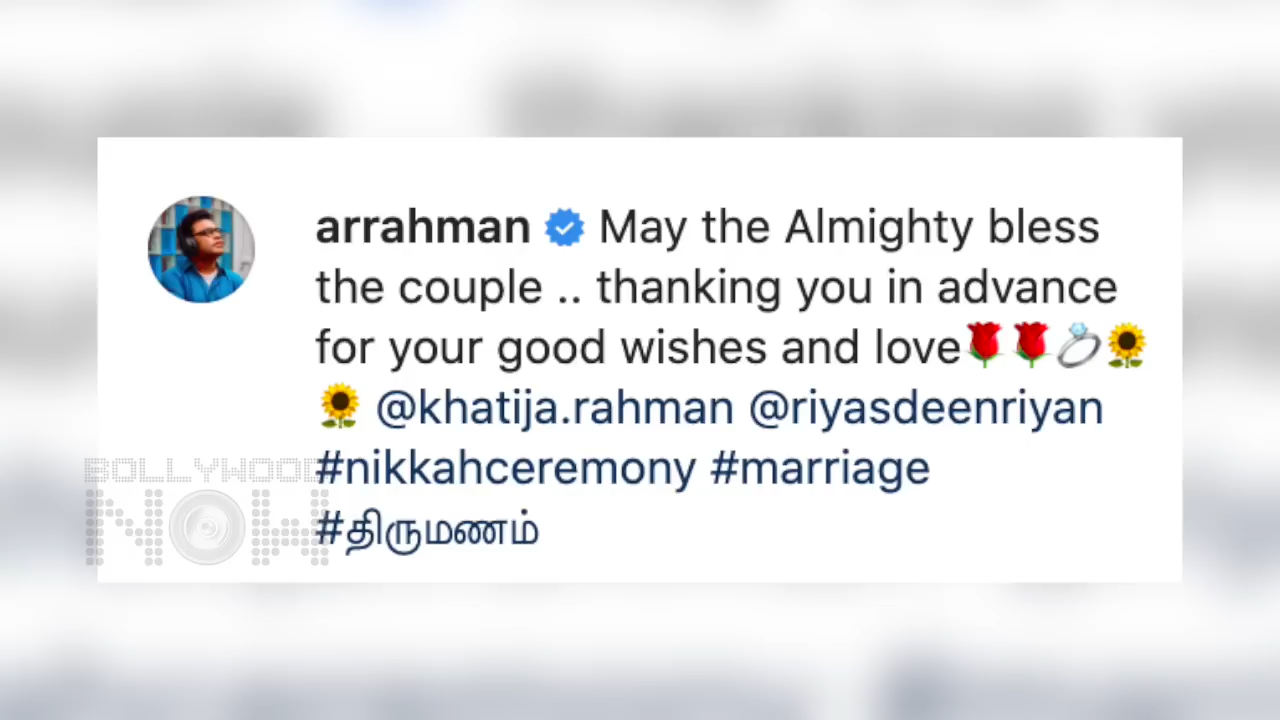 arrahman May the Almighty bless
the couple .. thanking you in advance
for your good wishes and love🌹🌹💍🌻
🌻 @khatija.rahman @riyasdeenriyan
#nikkahceremony #marriage
#திருமணம்
BOLLYWOOD
NOW